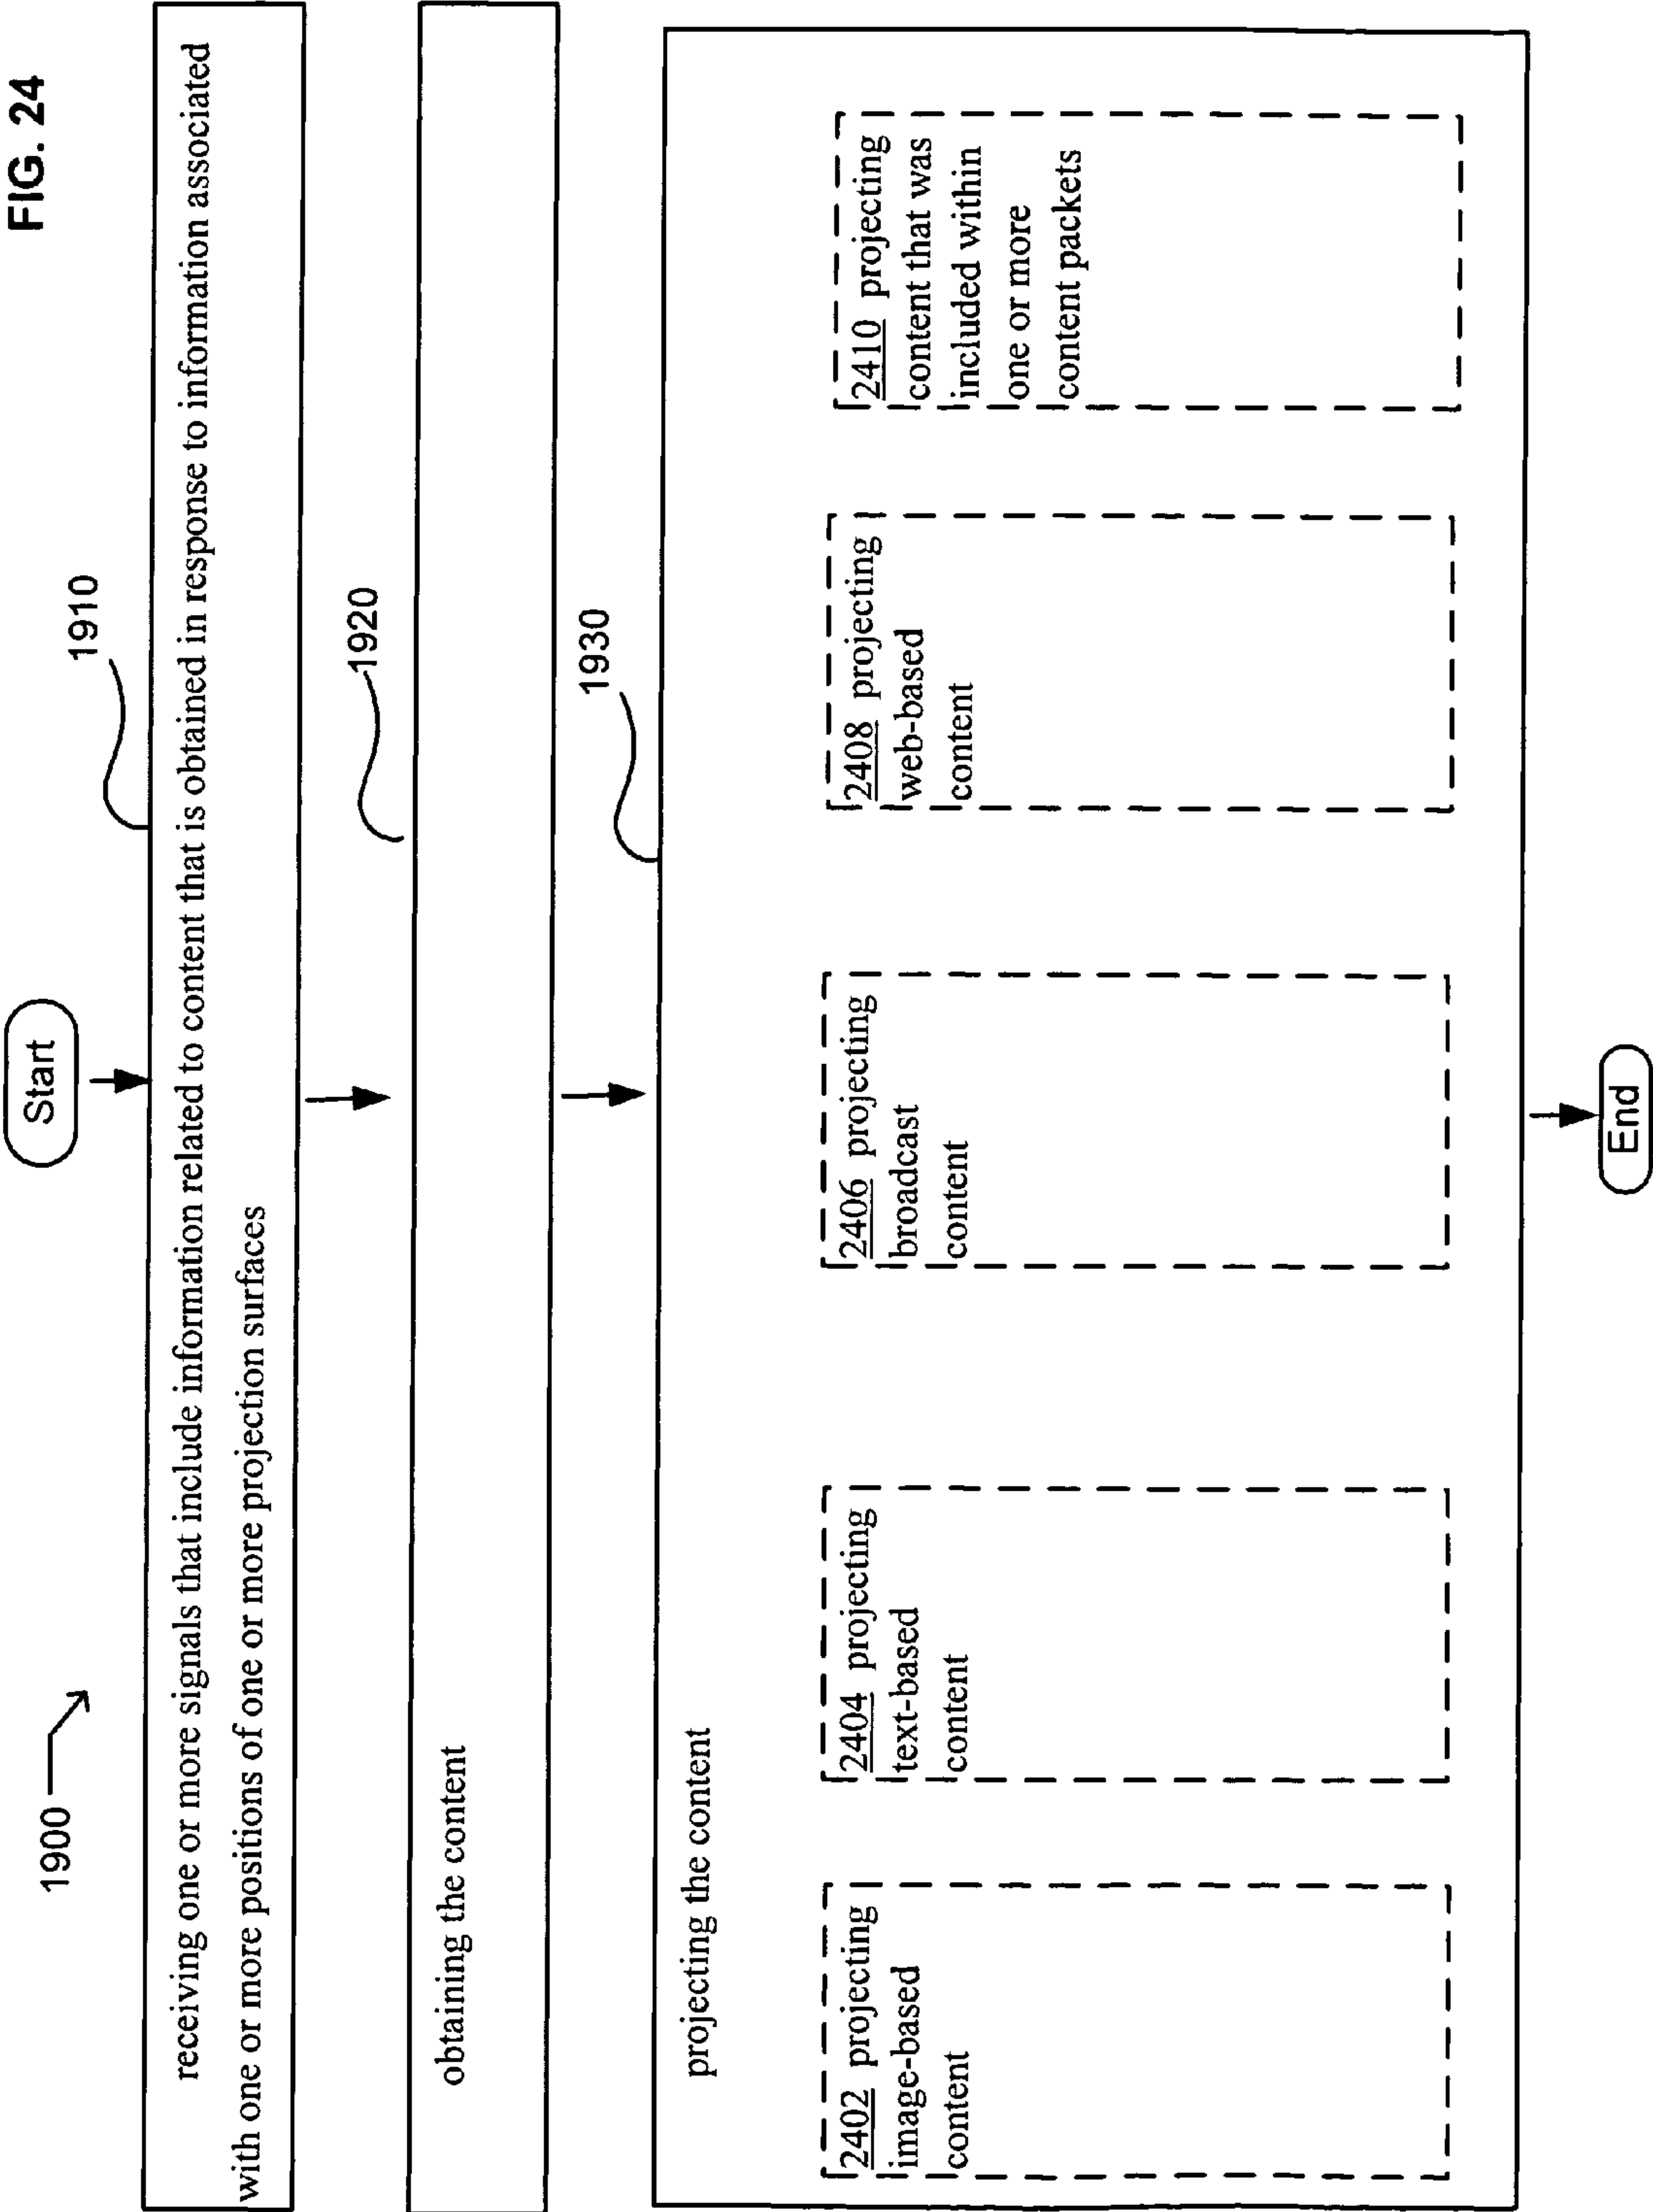 FIG. 24
1900
Start
1910
receiving one or more signals that include information related to content that is obtained in response to information associated
with one or more positions of one or more projection surfaces
1920
obtaining the content
1930
projecting the content
2402 projecting
image-based
content
2404 projecting
text-based
content
2406 projecting
broadcast
content
2408 projecting
web-based
content
2410 projecting
content that was
included within
one or more
content packets
End